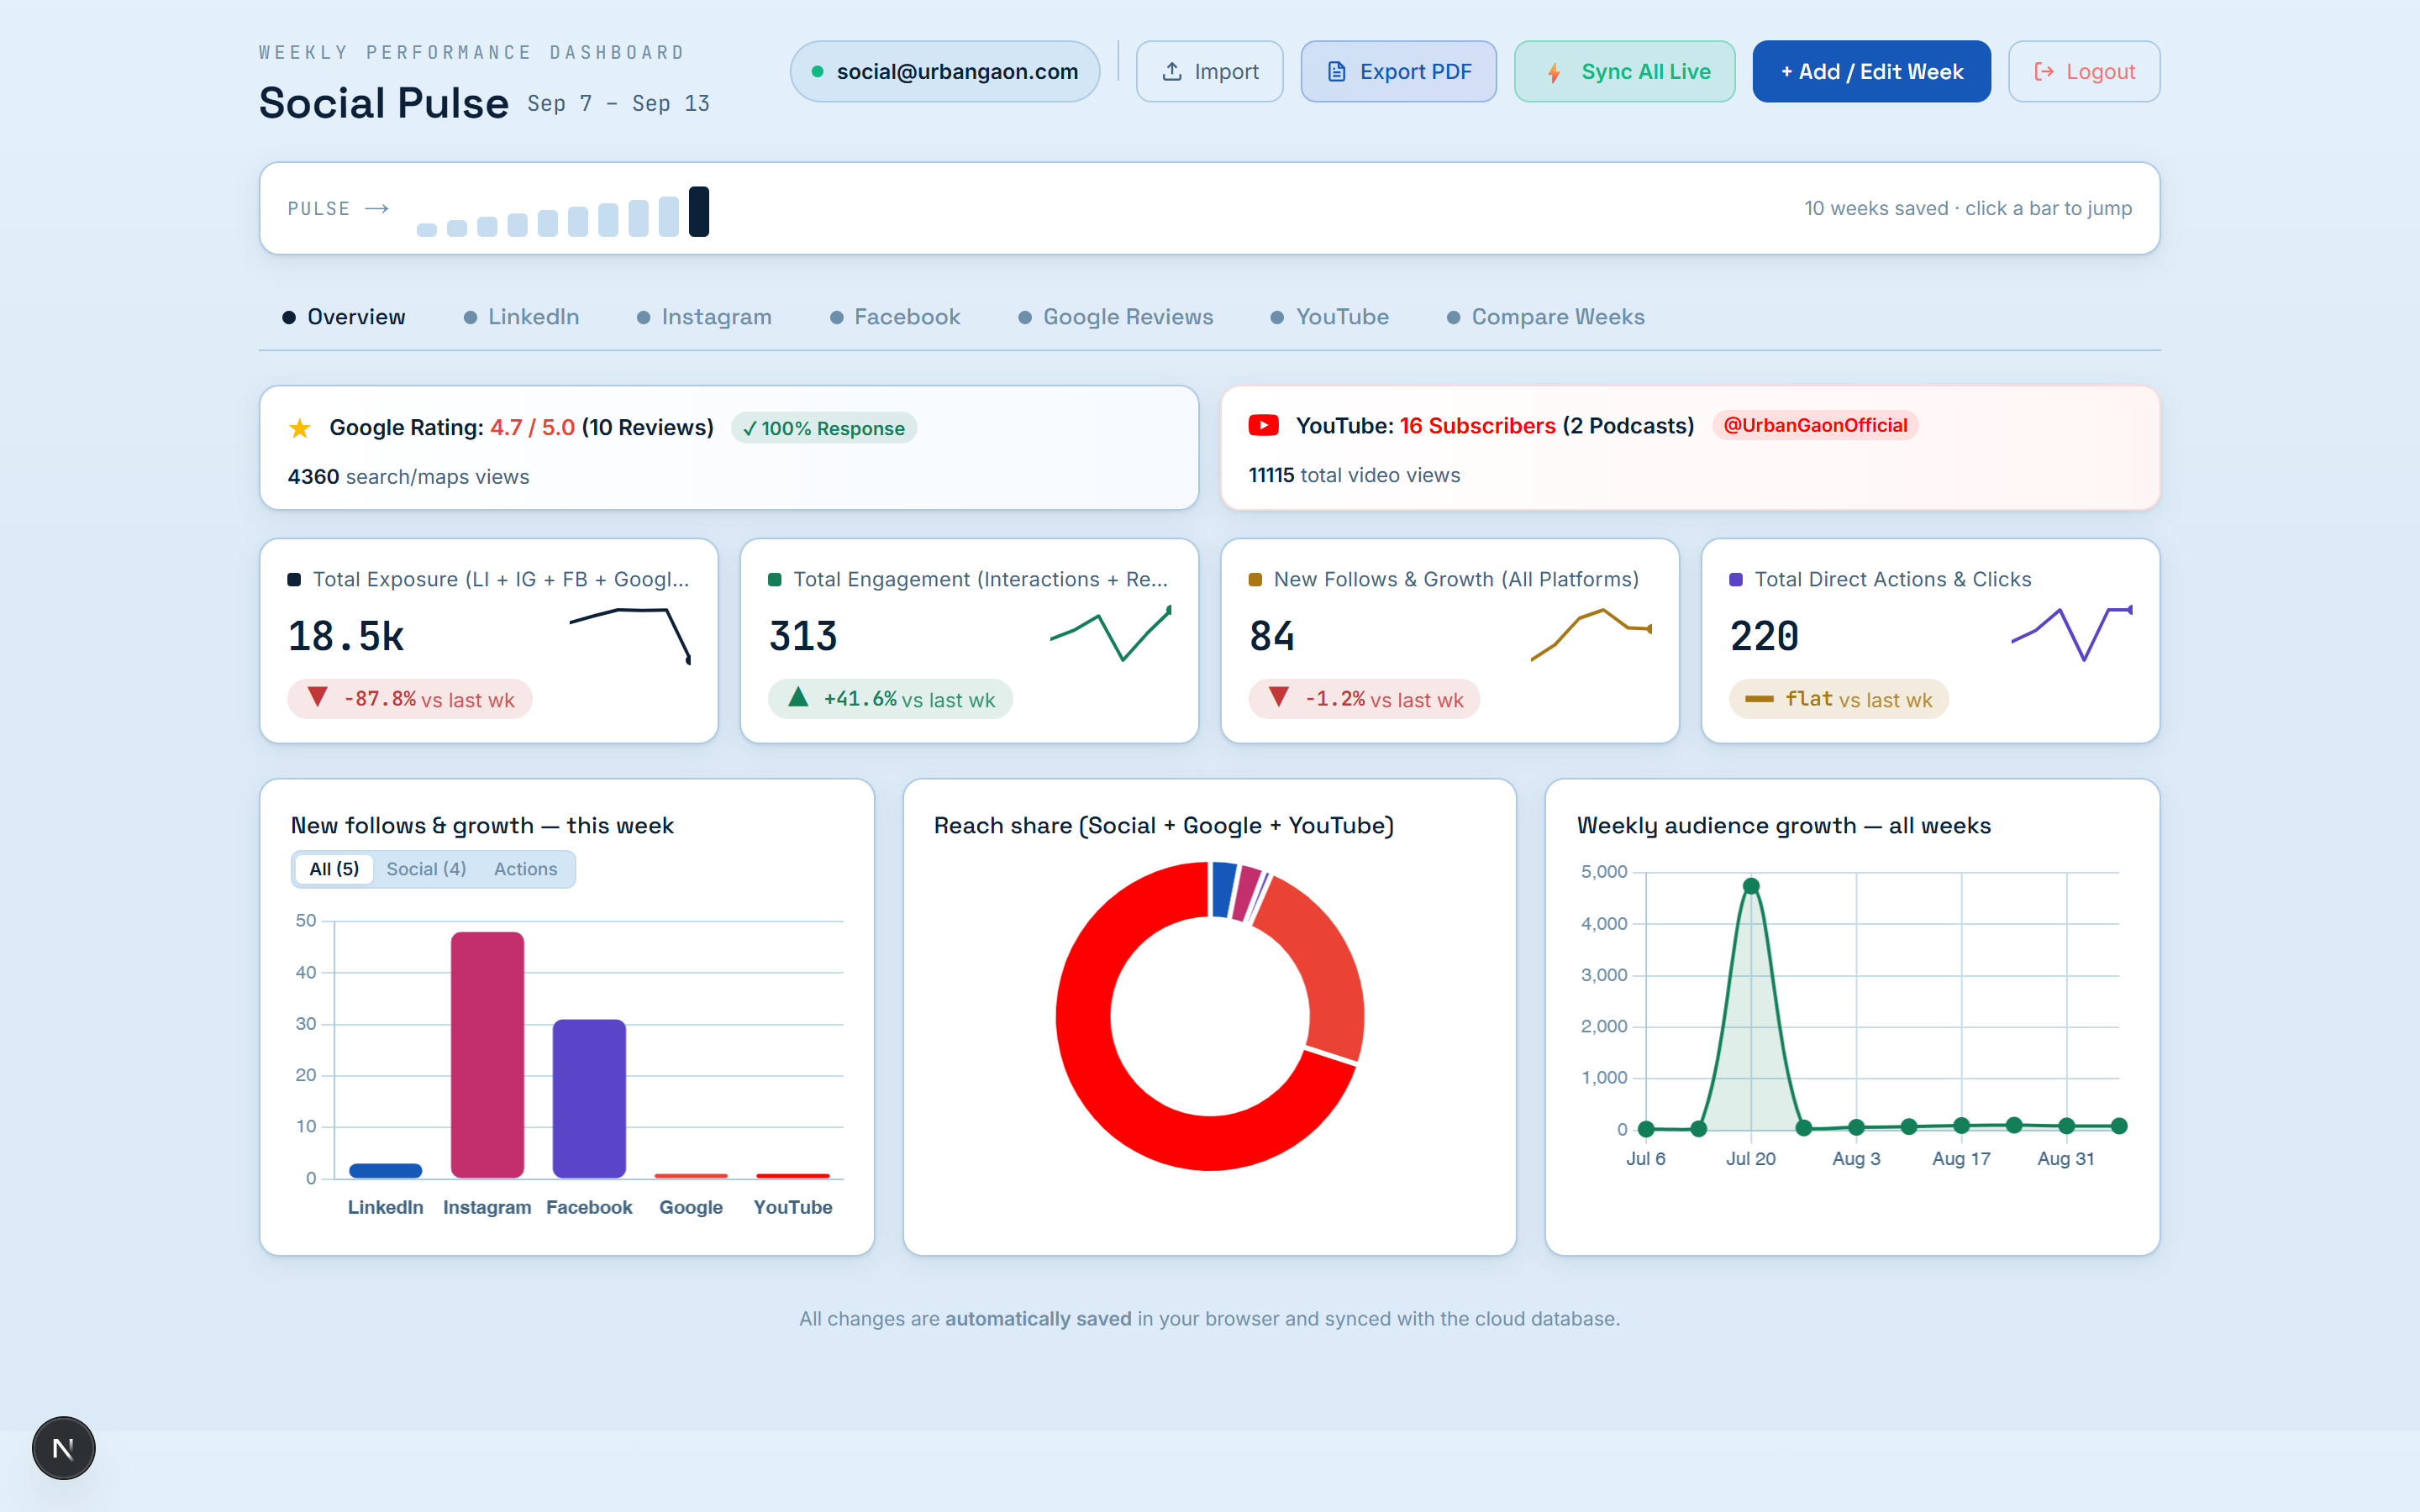 WEEKLY PERFORMANCE DASHBOARD
Social Pulse Sep 7 – Sep 13
social@urbangaon.com
Import
Export PDF
Sync All Live
+ Add / Edit Week
Logout
PULSE →
10 weeks saved · click a bar to jump
Overview
LinkedIn
Instagram
Facebook
Google Reviews
YouTube
Compare Weeks
★ Google Rating: 4.7 / 5.0 (10 Reviews) ✓ 100% Response
4360 search/maps views
YouTube: 16 Subscribers (2 Podcasts) @UrbanGaonOfficial
11115 total video views
Total Exposure (LI + IG + FB + Googl...
18.5k
▼ -87.8% vs last wk
Total Engagement (Interactions + Re...
313
▲ +41.6% vs last wk
New Follows & Growth (All Platforms)
84
▼ -1.2% vs last wk
Total Direct Actions & Clicks
220
flat vs last wk
New follows & growth — this week
All (5) Social (4) Actions
50
40
30
20
10
0
LinkedIn Instagram Facebook Google YouTube
Reach share (Social + Google + YouTube)
Weekly audience growth — all weeks
5,000
4,000
3,000
2,000
1,000
0
Jul 6 Jul 20 Aug 3 Aug 17 Aug 31
All changes are automatically saved in your browser and synced with the cloud database.
N